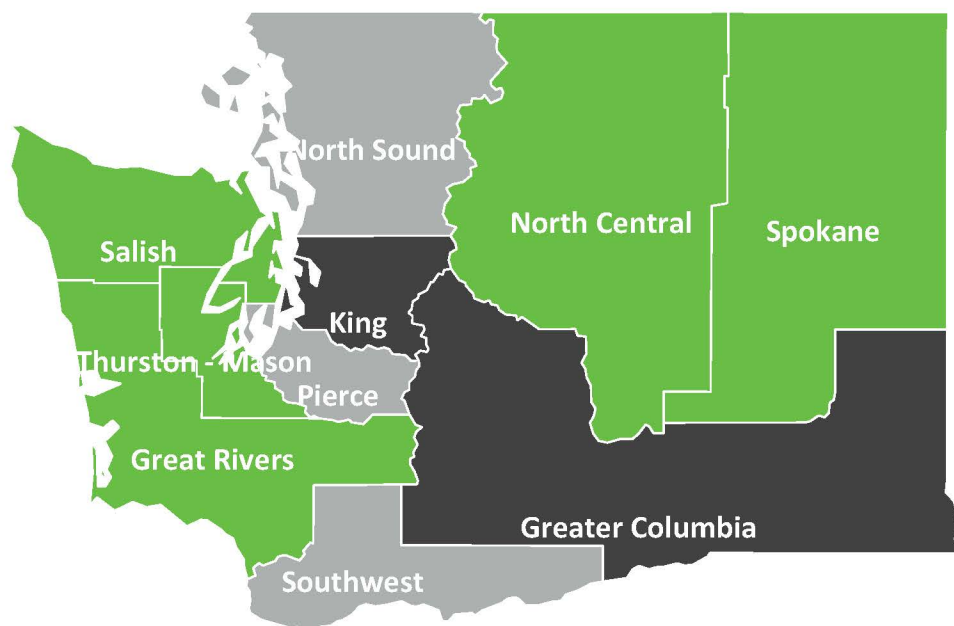 North Sound
North Central
Spokane
Salish
King
Thurston - Mason
Pierce
Great Rivers
Greater Columbia
Southwest